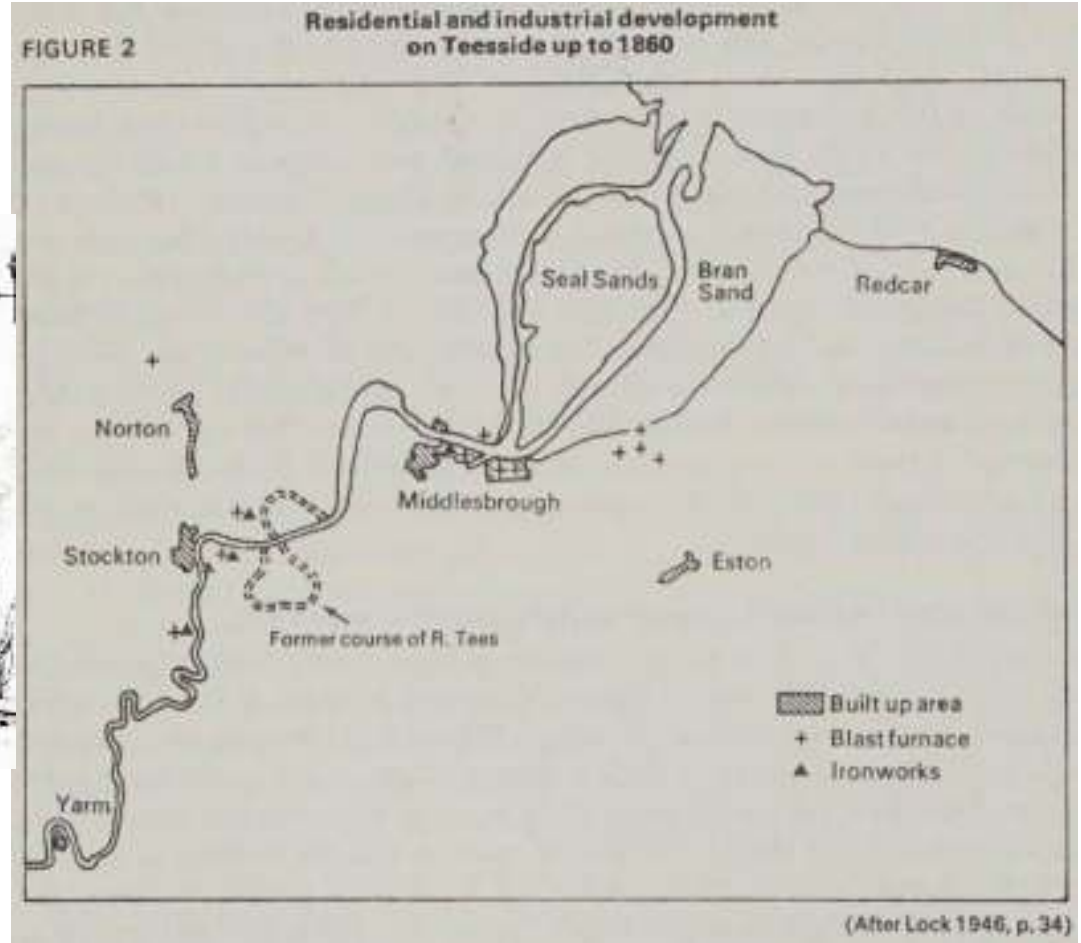 FIGURE 2
Residential and industrial development
on Teesside up to 1860
Seal Sands
Bran
Sand
Redcar
Norton
Middlesbrough
Stockton
Eston
Former course of R. Tees
Built up area
Blast furnace
Ironworks
Yarm
(After Lock 1946, p. 34)